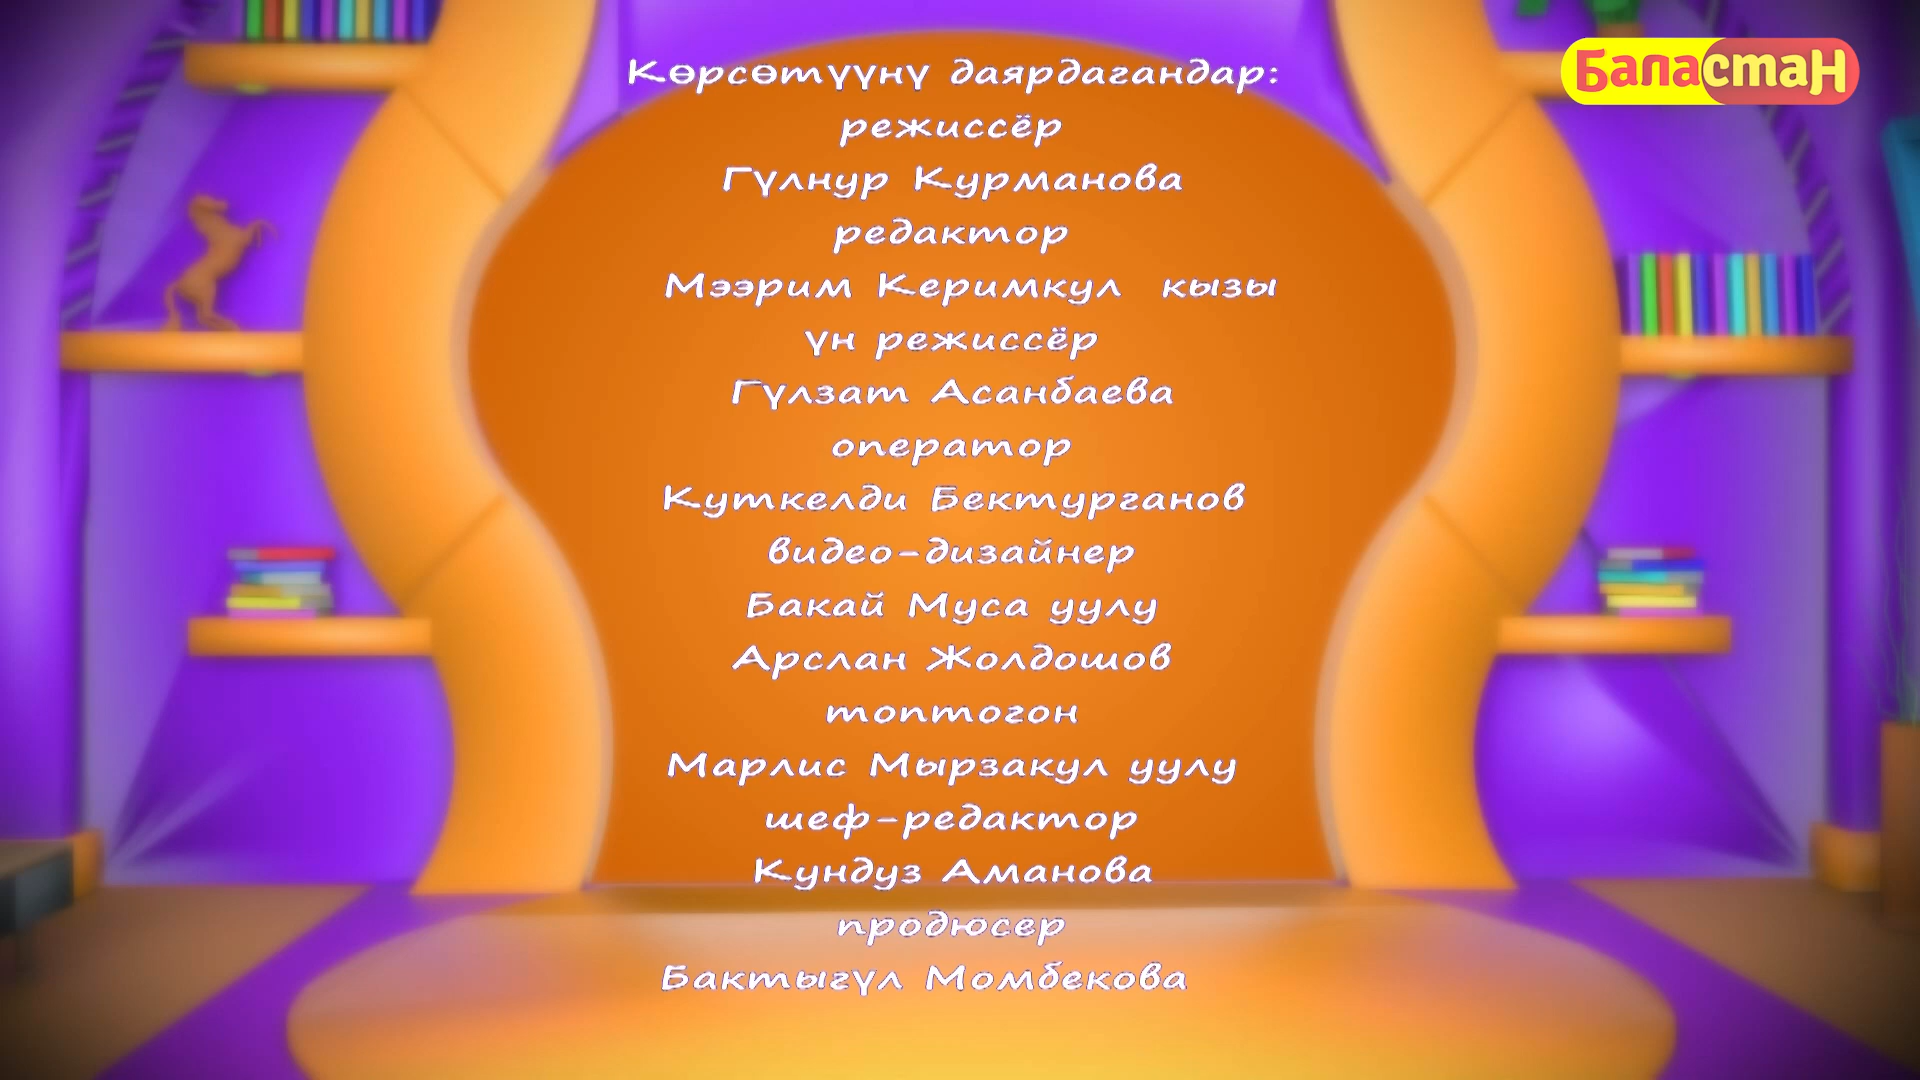 Баластан
Көрсөтүүнү даярдагандар:
режиссёр
Гүлнур Курманова
редактор
Мээрим Керимкул кызы
үн режиссёр
Гүлзат Асанбаева
оператор
Куткелди Бектурганов
видео-дизайнер
Бакай Муса уулу
Арслан Жолдошов
топтогон
Марлис Мырзакул уулу
шеф-редактор
Кундуз Аманова
продюсер
Бактыгүл Момбекова